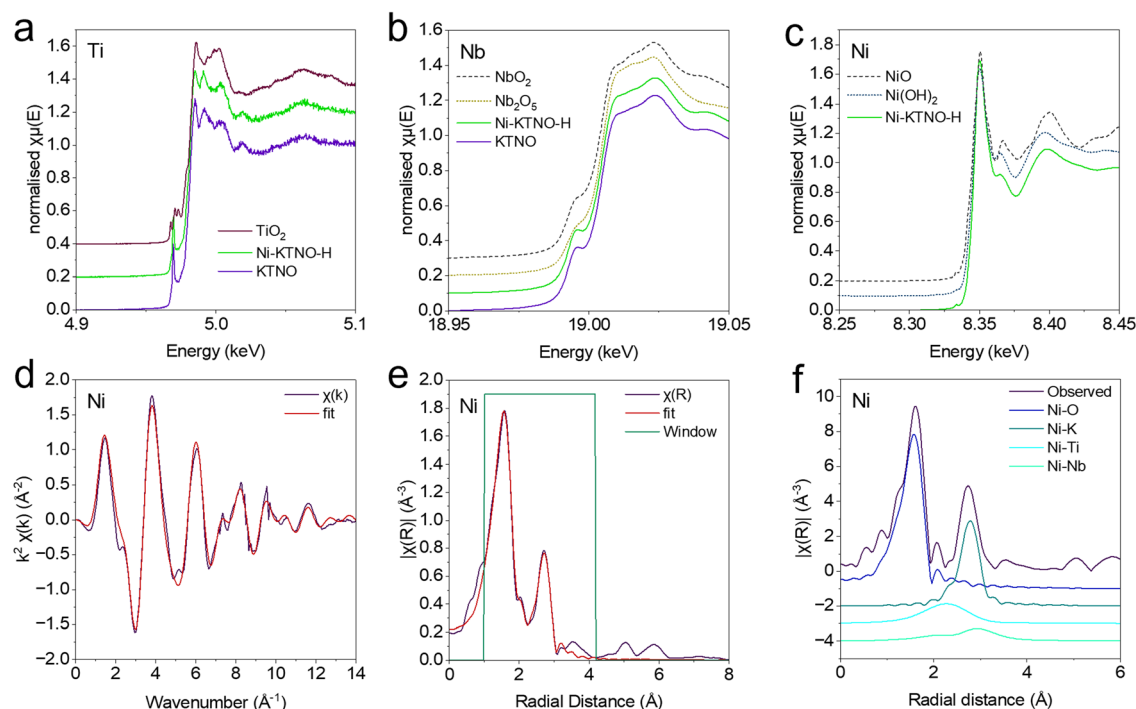 a
Ti
1.6
1.4
1.2
1.0
0.8
0.6
0.4
0.2
0.0
normalised χμ(E)
TiO2
Ni-KTNO-H
KTNO
4.9
5.0
5.1
Energy (keV)
b
Nb
1.6
1.4
1.2
1.0
0.8
0.6
0.4
0.2
0.0
normalised χμ(E)
NbO2
Nb2O5
Ni-KTNO-H
KTNO
18.95
19.00
19.05
Energy (keV)
c
Ni
1.8
1.6
1.4
1.2
1.0
0.8
0.6
0.4
0.2
0.0
normalised χμ(E)
NiO
Ni(OH)2
Ni-KTNO-H
8.25
8.30
8.35
8.40
8.45
Energy (keV)
d
Ni
2.0
1.5
1.0
0.5
0.0
−0.5
−1.0
−1.5
−2.0
k² χ(k) (Å⁻²)
χ(k)
fit
0
2
4
6
8
10
12
14
Wavenumber (Å⁻¹)
e
Ni
2.0
1.8
1.6
1.4
1.2
1.0
0.8
0.6
0.4
0.2
0.0
|χ(R)| (Å⁻³)
χ(R)
fit
Window
0
2
4
6
8
Radial Distance (Å)
f
Ni
10
8
6
4
2
0
−2
−4
|χ(R)| (Å⁻³)
Observed
Ni-O
Ni-K
Ni-Ti
Ni-Nb
0
2
4
6
Radial distance (Å)